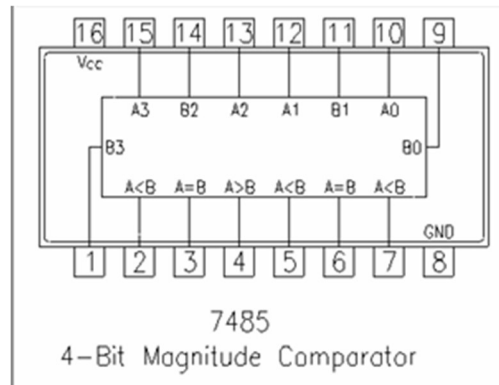 16 15 14 13 12 11 10 9
Vcc
A3 B2 A2 A1 B1 A0
B3 B0
A<B A=B A>B A<B A=B A<B
GND
1 2 3 4 5 6 7 8
7485
4-Bit Magnitude Comparator